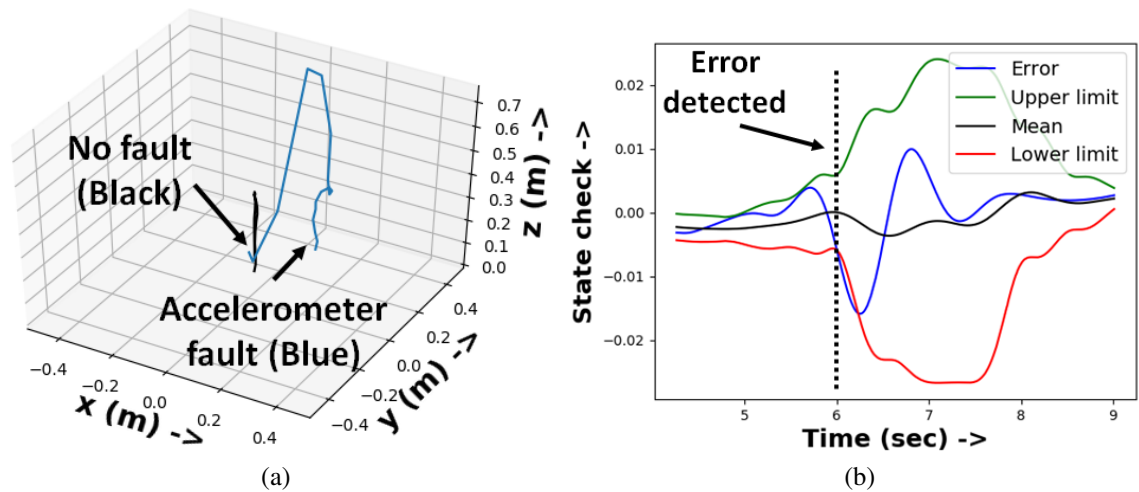 No fault
(Black)
Accelerometer
fault (Blue)
0.7
0.6
0.5
0.4
0.3
0.2
0.1
0.0
z (m) ->
−0.4
−0.2
0.0
0.2
0.4
x (m) ->
−0.4
−0.2
0.0
0.2
0.4
y (m) ->
(a)
Error
detected
Error
Upper limit
Mean
Lower limit
0.02
0.01
0.00
−0.01
−0.02
State check ->
5
6
7
8
9
Time (sec) ->
(b)